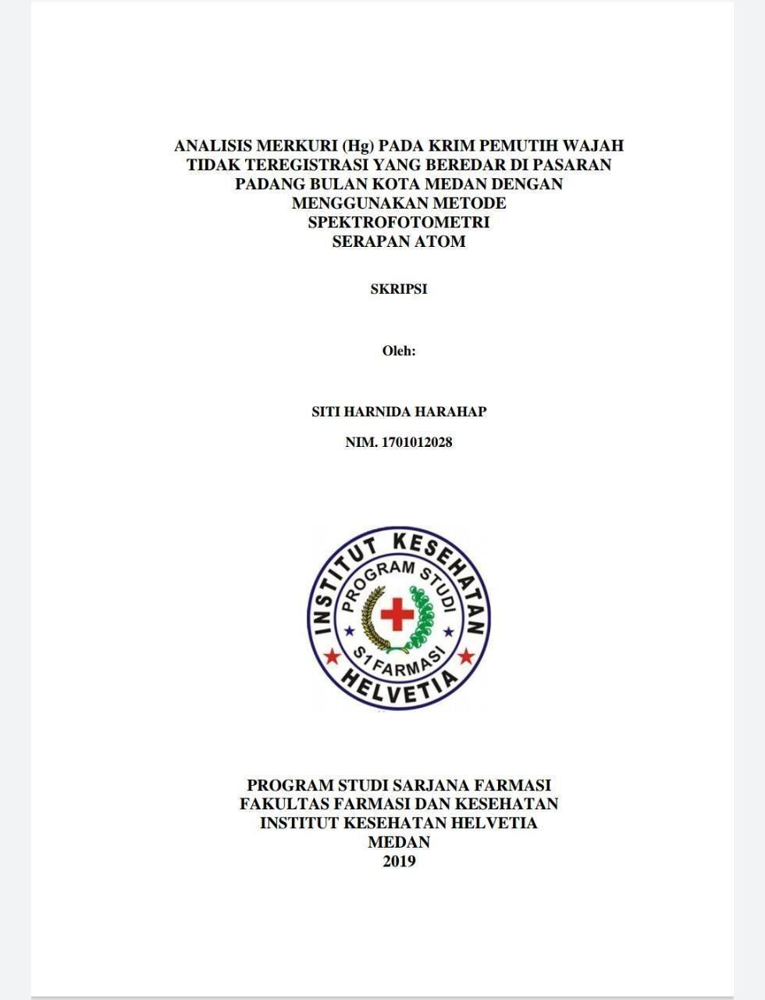 ANALISIS MERKURI (Hg) PADA KRIM PEMUTIH WAJAH
TIDAK TEREGISTRASI YANG BEREDAR DI PASARAN
PADANG BULAN KOTA MEDAN DENGAN
MENGGUNAKAN METODE
SPEKTROFOTOMETRI
SERAPAN ATOM
SKRIPSI
Oleh:
SITI HARNIDA HARAHAP
NIM. 1701012028
INSTITUT KESEHATAN
PROGRAM STUDI
S1 FARMASI
HELVETIA
PROGRAM STUDI SARJANA FARMASI
FAKULTAS FARMASI DAN KESEHATAN
INSTITUT KESEHATAN HELVETIA
MEDAN
2019